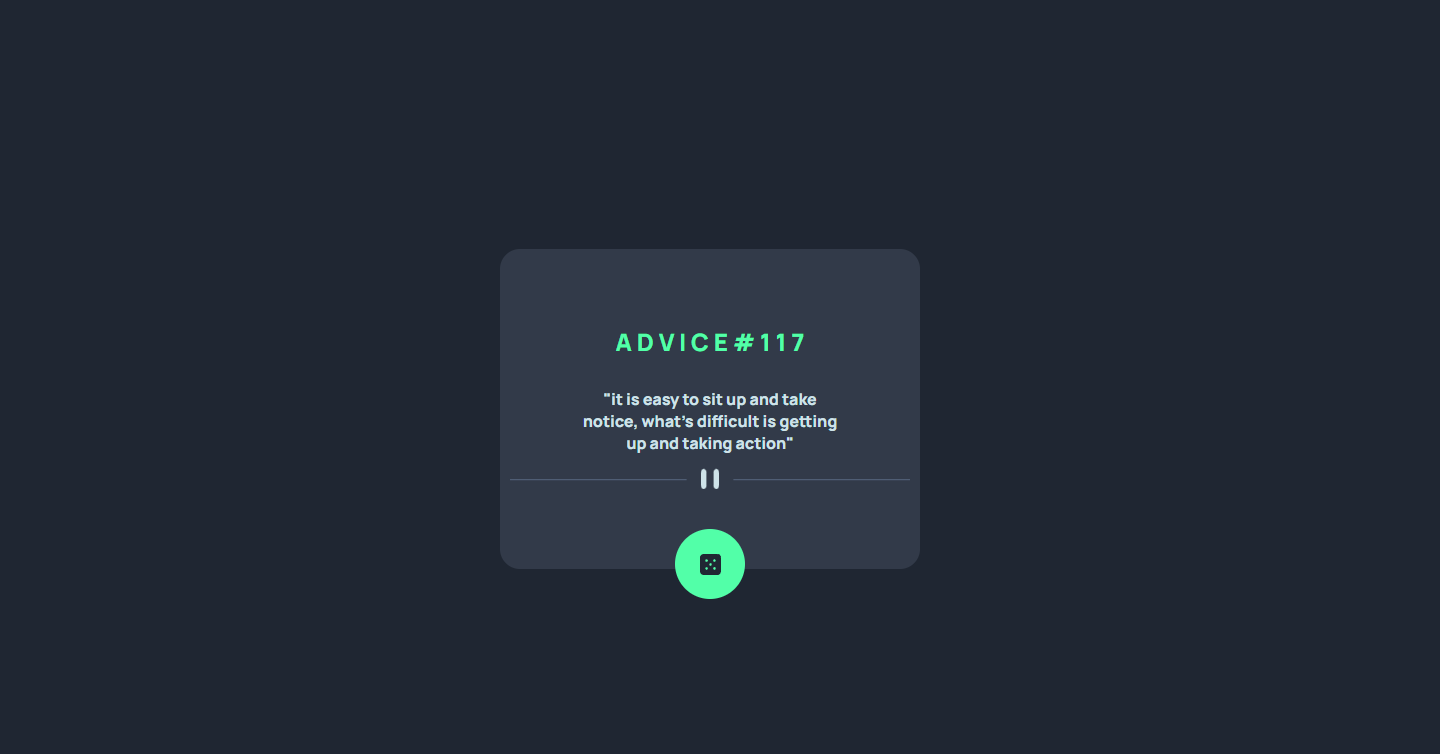 ADVICE#117
"it is easy to sit up and take
notice, what's difficult is getting
up and taking action"